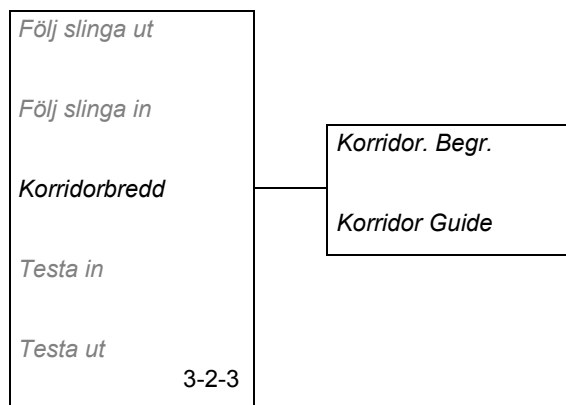 Följ slinga ut
Följ slinga in
Korridorbredd
Testa in
Testa ut
3-2-3
Korridor. Begr.
Korridor Guide